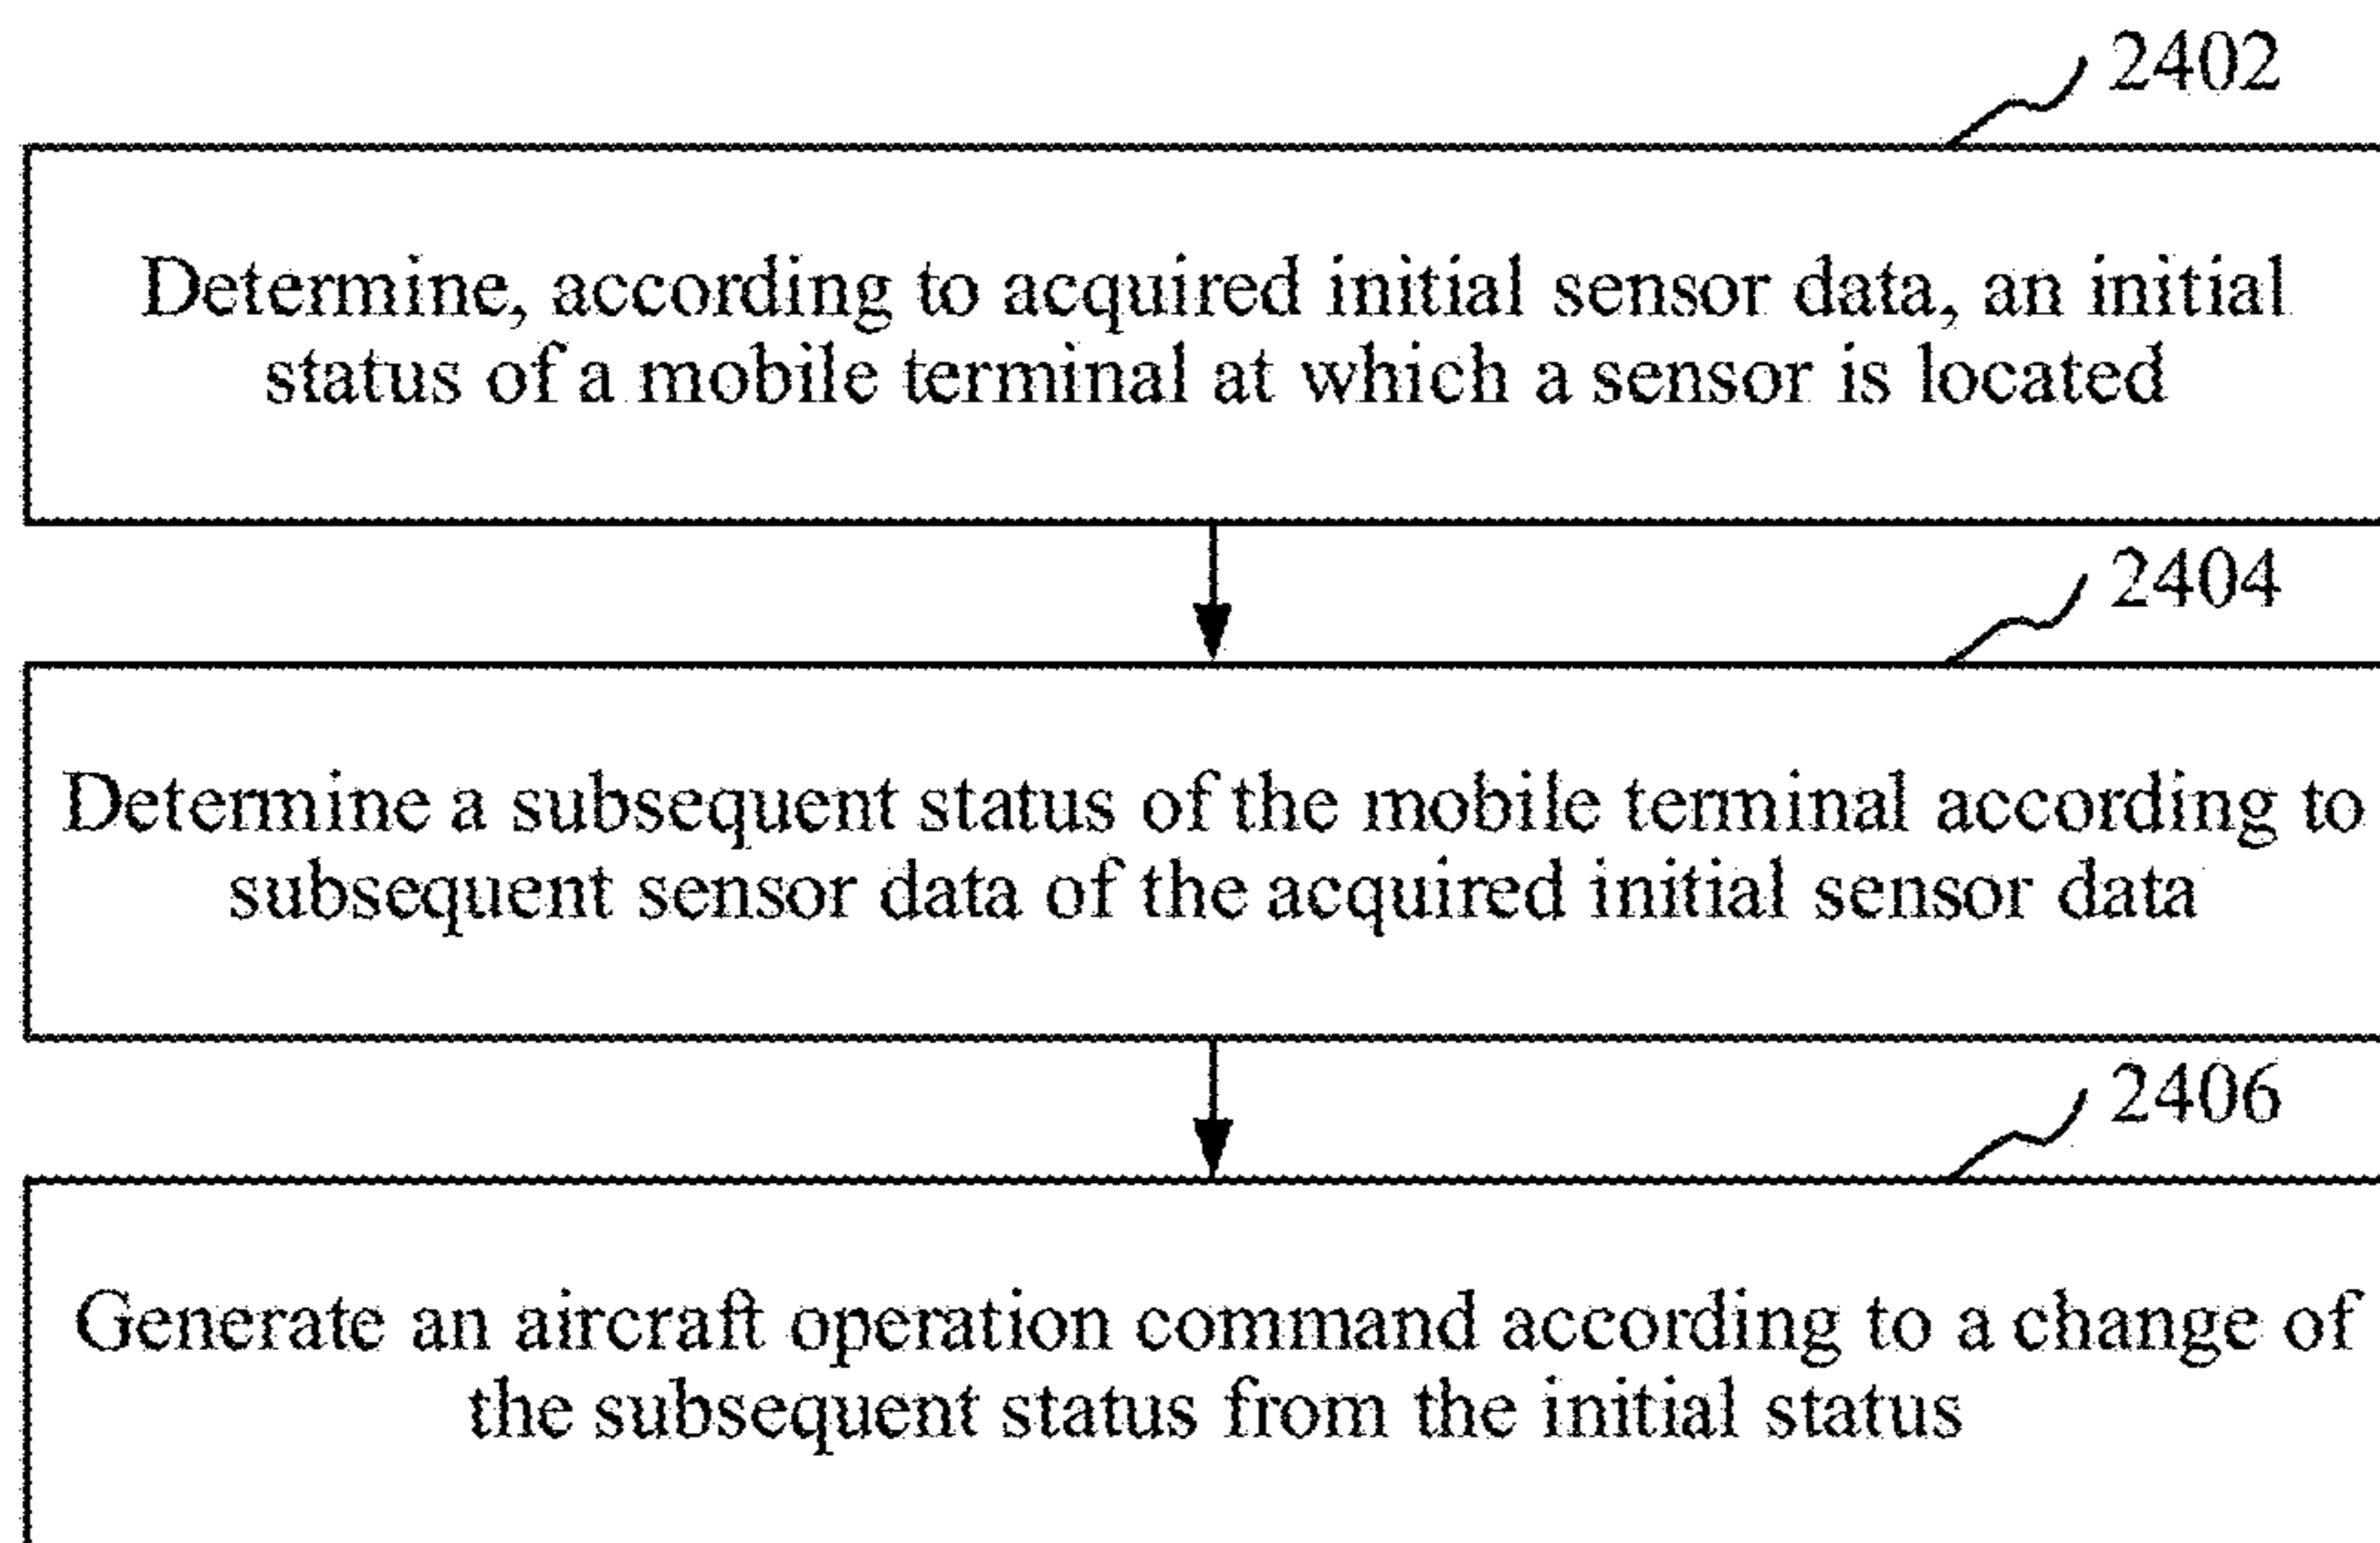 2402
Determine, according to acquired initial sensor data, an initial
status of a mobile terminal at which a sensor is located
2404
Determine a subsequent status of the mobile terminal according to
subsequent sensor data of the acquired initial sensor data
2406
Generate an aircraft operation command according to a change of
the subsequent status from the initial status